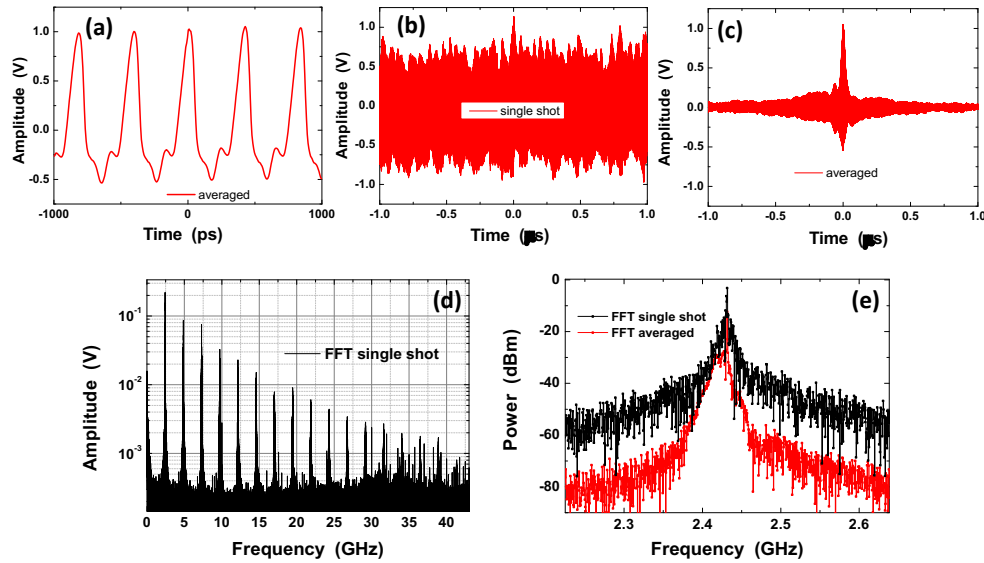 (a)
Amplitude (V)
1.0
0.5
0.0
-0.5
averaged
-1000
0
1000
Time (ps)
(b)
Amplitude (V)
1.0
0.5
0.0
-0.5
-1.0
single shot
-1.0
-0.5
0.0
0.5
1.0
Time (μs)
(c)
Amplitude (V)
1.0
0.5
0.0
-0.5
-1.0
averaged
-1.0
-0.5
0.0
0.5
1.0
Time (μs)
(d)
Amplitude (V)
10⁻¹
10⁻²
10⁻³
FFT single shot
0
5
10
15
20
25
30
35
40
Frequency (GHz)
(e)
Power (dBm)
-20
-40
-60
-80
FFT single shot
FFT averaged
2.3
2.4
2.5
2.6
Frequency (GHz)